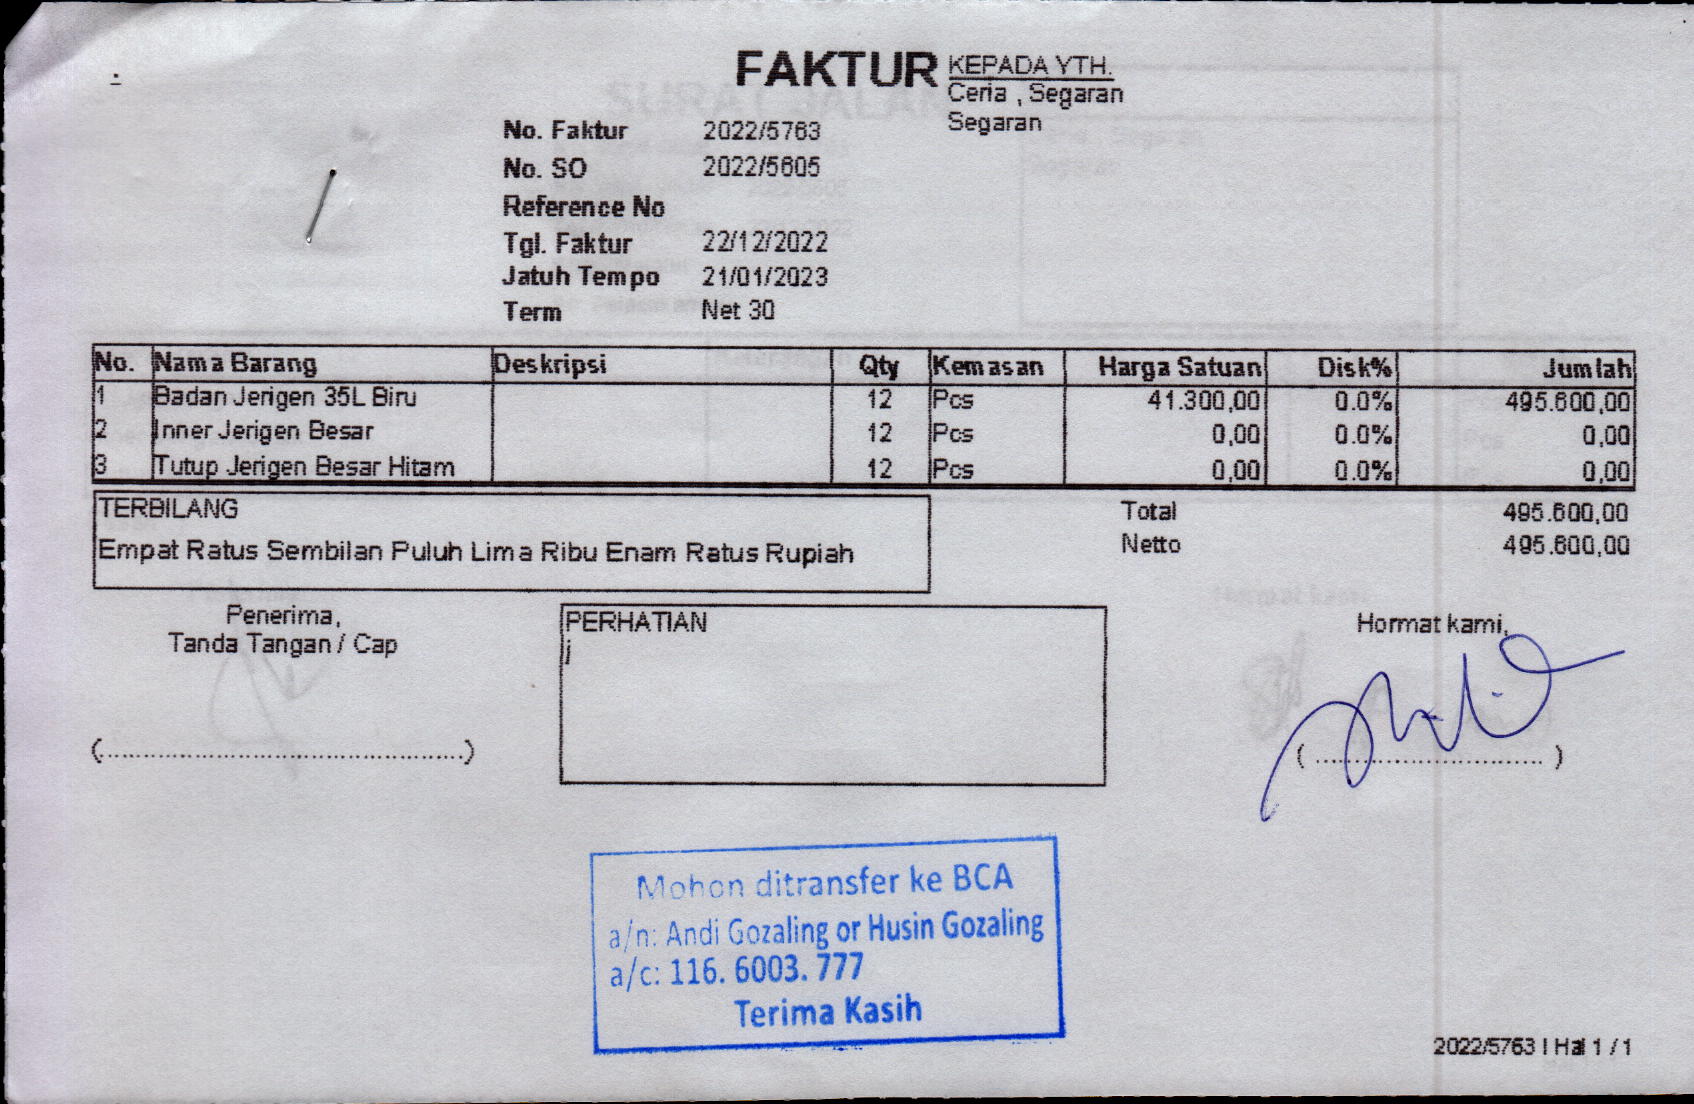 FAKTUR
KEPADA YTH.
Ceria , Segaran
Segaran
No. Faktur 2022/5763
No. SO 2022/5605
Reference No
Tgl. Faktur 22/12/2022
Jatuh Tempo 21/01/2023
Term Net 30
No. Nama Barang Deskripsi Qty Kemasan Harga Satuan Disk% Jumlah
1 Badan Jerigen 35L Biru 12 Pcs 41.300,00 0.0% 495.600,00
2 Inner Jerigen Besar 12 Pcs 0,00 0.0% 0,00
3 Tutup Jerigen Besar Hitam 12 Pcs 0,00 0.0% 0,00
TERBILANG
Empat Ratus Sembilan Puluh Lima Ribu Enam Ratus Rupiah
Total 495.600,00
Netto 495.600,00
Penerima,
Tanda Tangan / Cap
(............................................)
PERHATIAN
i
Hormat kami,
( ............................ )
Mohon ditransfer ke BCA
a/n: Andi Gozaling or Husin Gozaling
a/c: 116. 6003. 777
Terima Kasih
2022/5763 | Hal 1 / 1